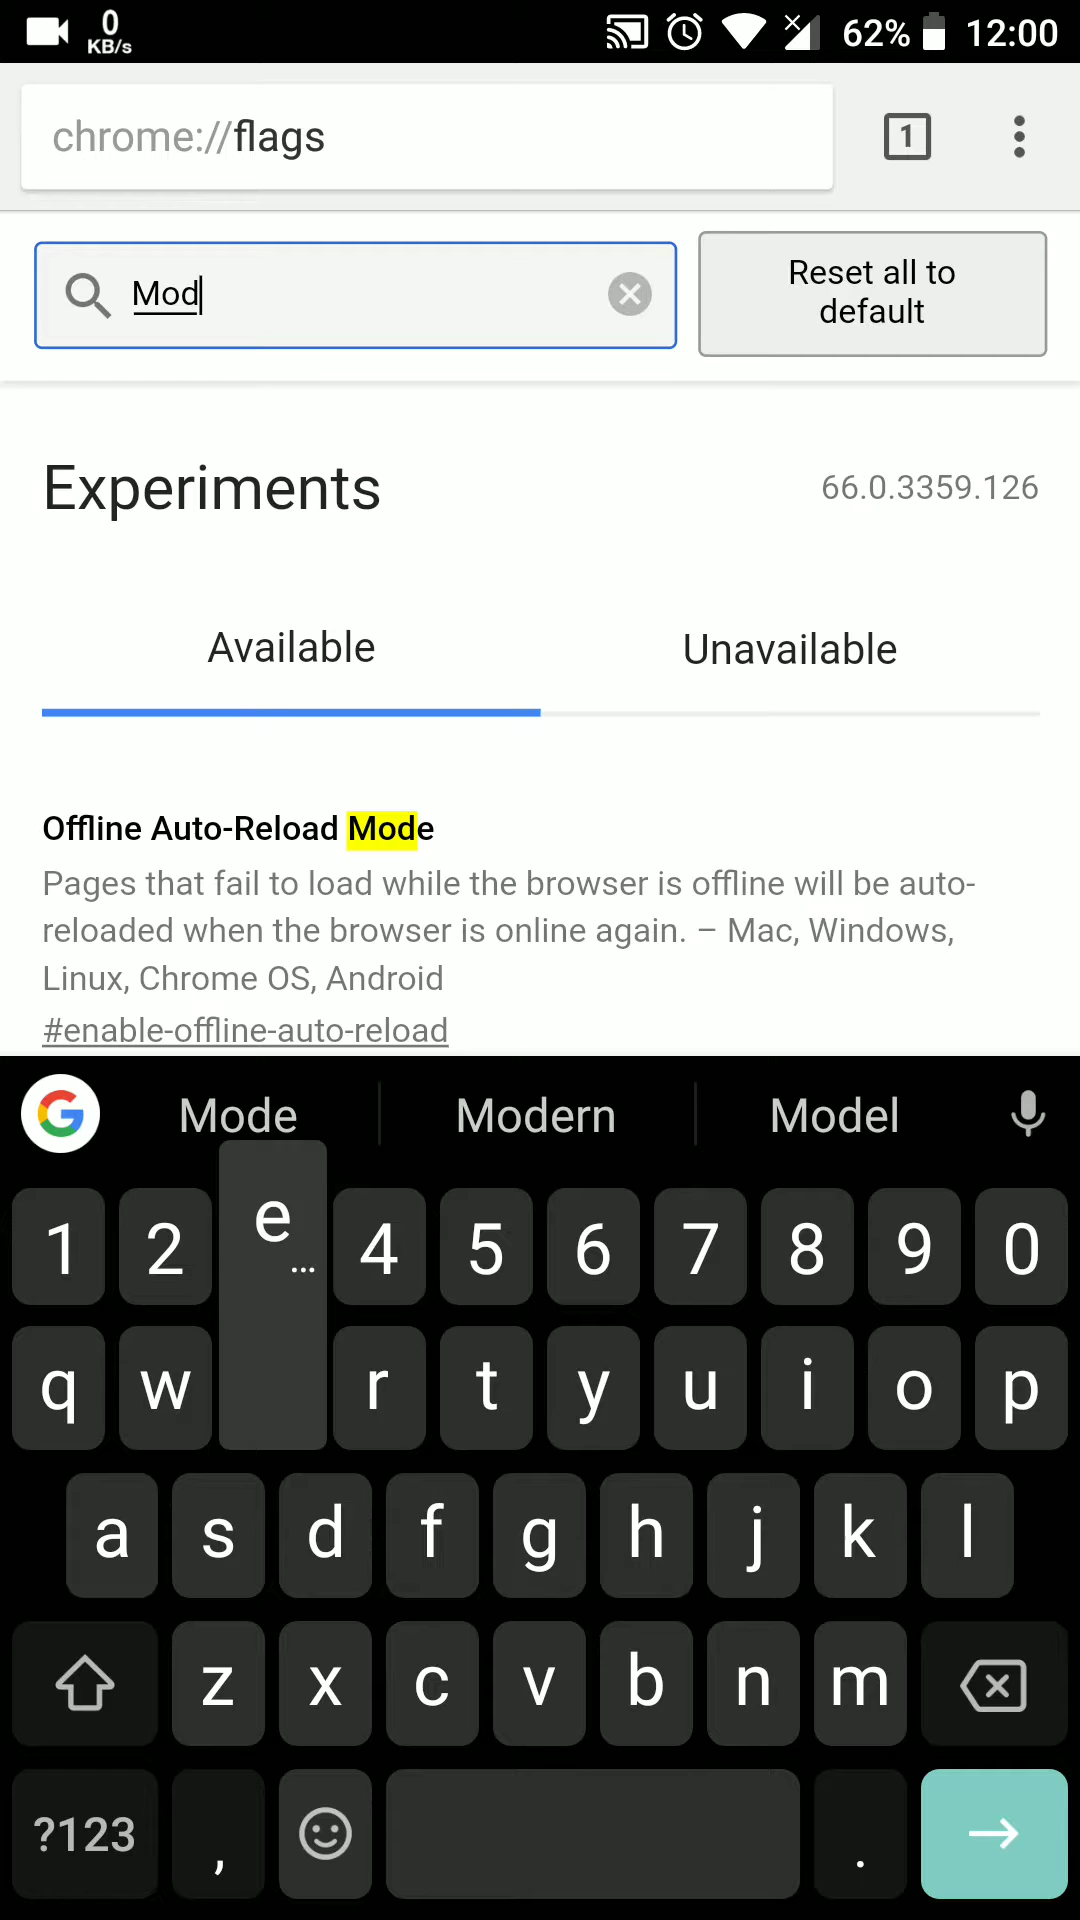 0
KB/s
62%
12:00
chrome://flags
1
Mod
Reset all to
default
Experiments
66.0.3359.126
Available
Unavailable
Offline Auto-Reload Mode
Pages that fail to load while the browser is offline will be auto-
reloaded when the browser is online again. – Mac, Windows,
Linux, Chrome OS, Android
#enable-offline-auto-reload
G Mode Modern Model
1 2 e 4 5 6 7 8 9 0
...
q w r t y u i o p
a s d f g h j k l
z x c v b n m
?123 , .